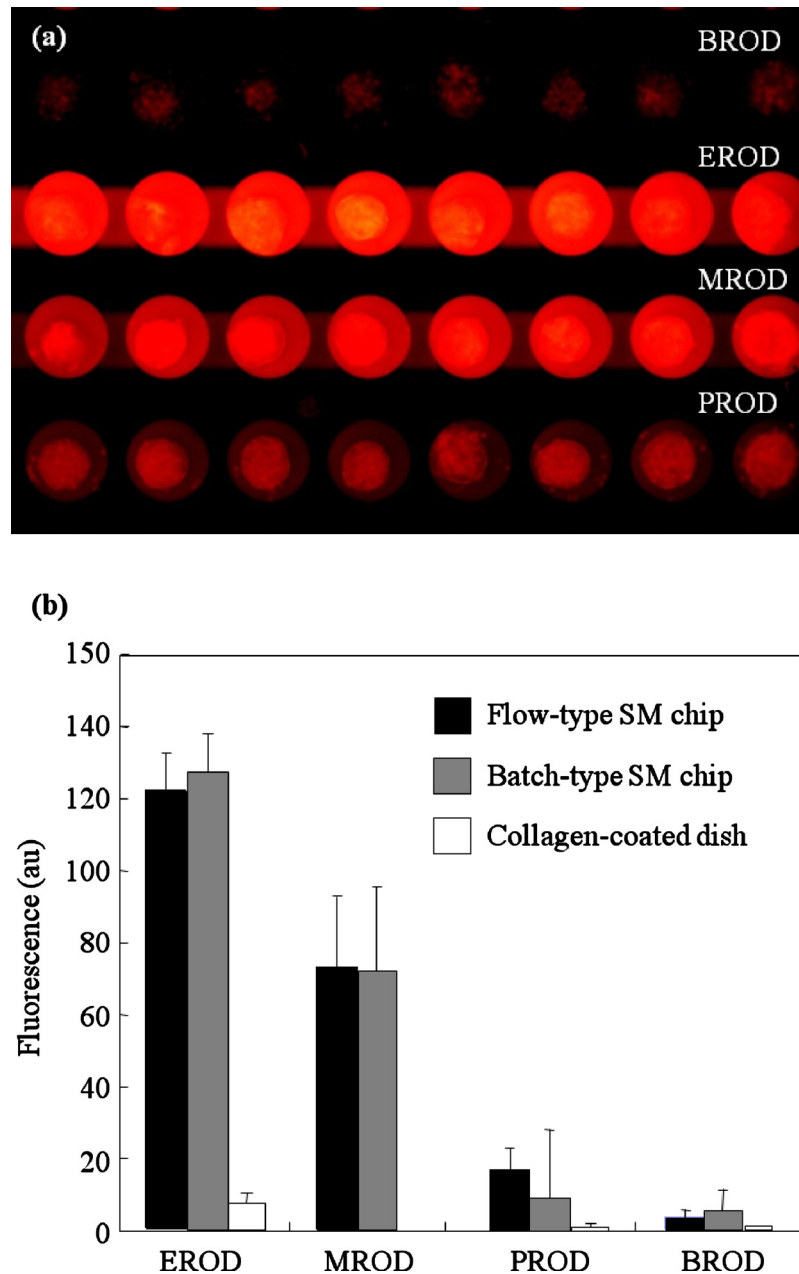 (a)
BROD
EROD
MROD
PROD
(b)
150
140
120
100
80
60
40
20
0
Fluorescence (au)
Flow-type SM chip
Batch-type SM chip
Collagen-coated dish
EROD MROD PROD BROD